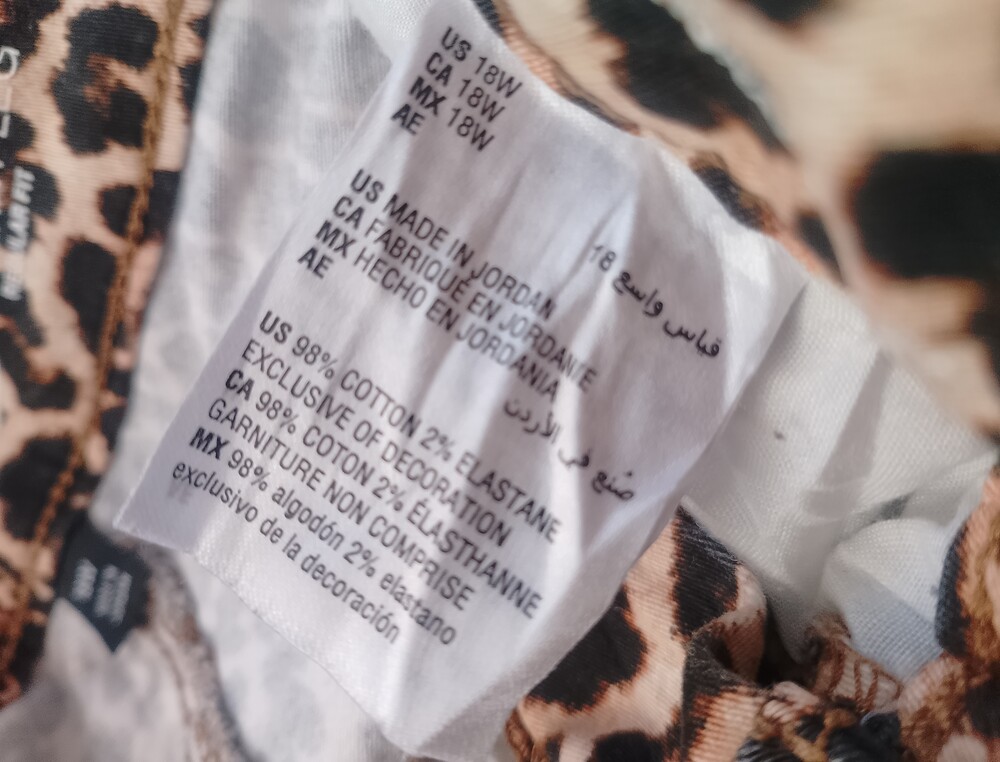 US 18W
CA 18W
MX 18W
AE
قياس واسع 18
US MADE IN JORDAN
CA FABRIQUÉ EN JORDANIE
MX HECHO EN JORDANIA
AE
صُنع في الأردن
US 98% COTTON 2% ELASTANE
EXCLUSIVE OF DECORATION
CA 98% COTON 2% ÉLASTHANNE
GARNITURE NON COMPRISE
MX 98% algodón 2% elastano
exclusivo de la decoración